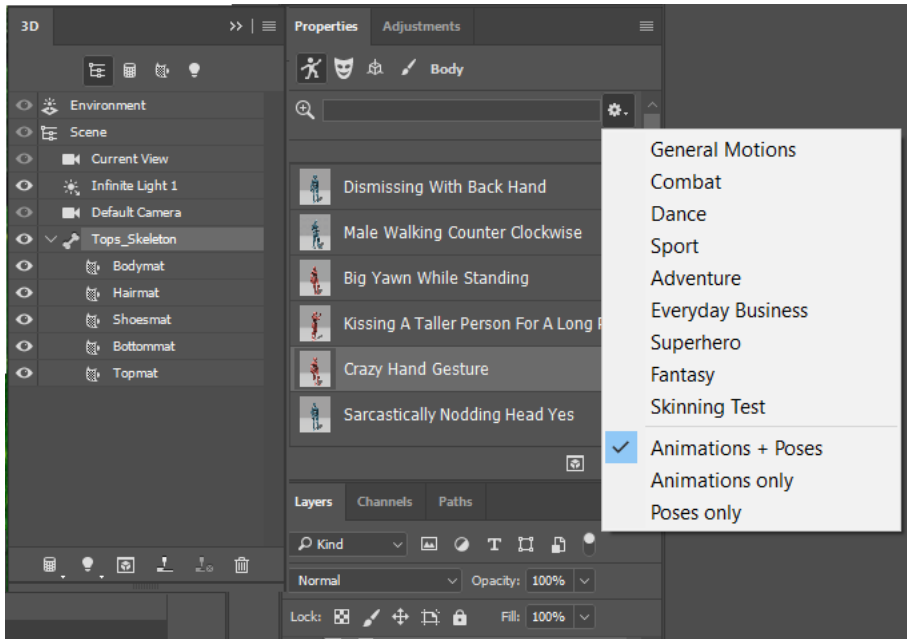 3D
Environment
Scene
Current View
Infinite Light 1
Default Camera
Tops_Skeleton
Bodymat
Hairmat
Shoesmat
Bottommat
Topmat
Properties Adjustments
Body
Dismissing With Back Hand
Male Walking Counter Clockwise
Big Yawn While Standing
Kissing A Taller Person For A Long
Crazy Hand Gesture
Sarcastically Nodding Head Yes
General Motions
Combat
Dance
Sport
Adventure
Everyday Business
Superhero
Fantasy
Skinning Test
Animations + Poses
Animations only
Poses only
Layers Channels Paths
Kind
Normal Opacity: 100%
Lock: Fill: 100%